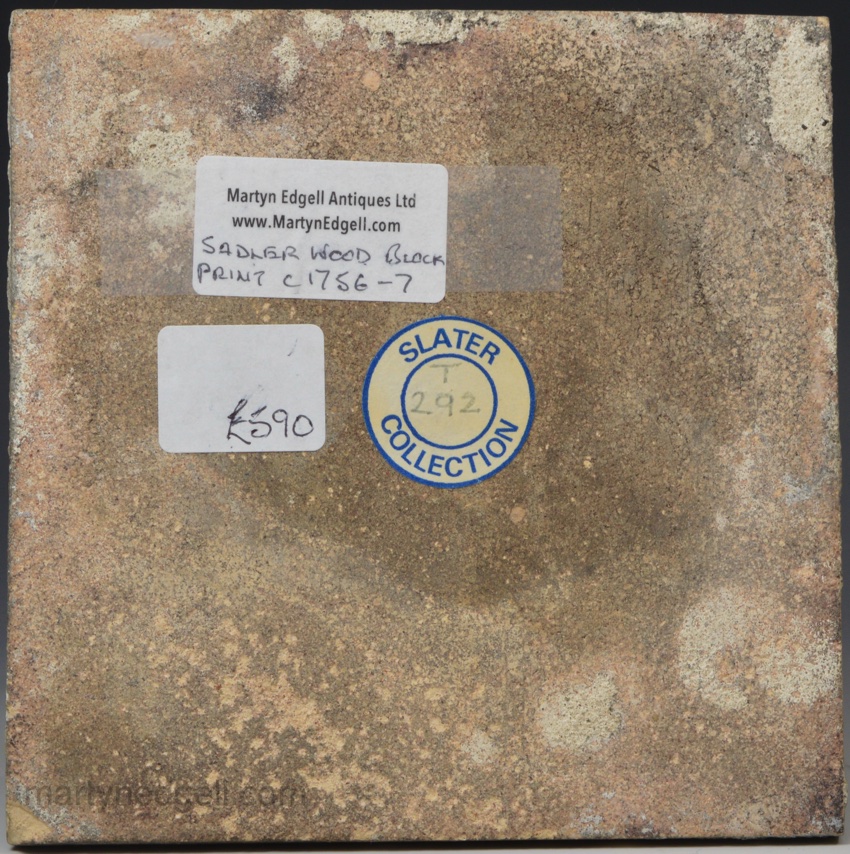 Martyn Edgell Antiques Ltd
www.MartynEdgell.com
SADLER WOOD BLOCK
PRINT C1756-7
£590
SLATER
T
292
COLLECTION
martynedgell.com